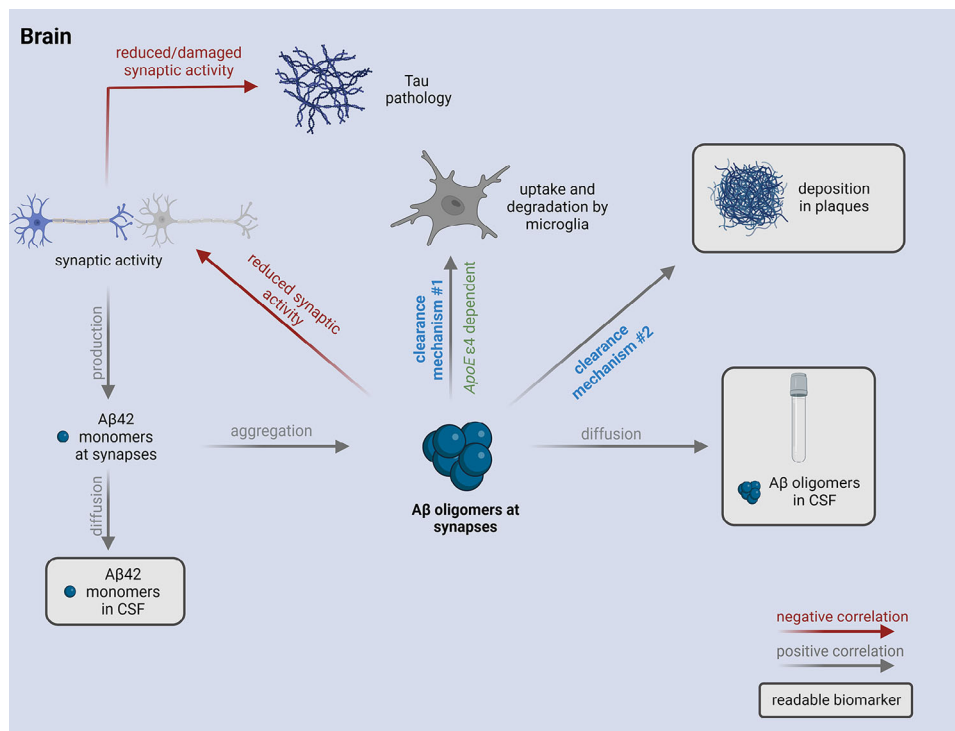 Brain
reduced/damaged
synaptic activity
Tau
pathology
uptake and
degradation by
microglia
deposition
in plaques
synaptic activity
reduced synaptic
activity
clearance
mechanism #1
ApoE ε4 dependent
clearance
mechanism #2
production
Aβ42
monomers
at synapses
aggregation
diffusion
Aβ oligomers at
synapses
Aβ oligomers
in CSF
diffusion
Aβ42
monomers
in CSF
negative correlation
positive correlation
readable biomarker